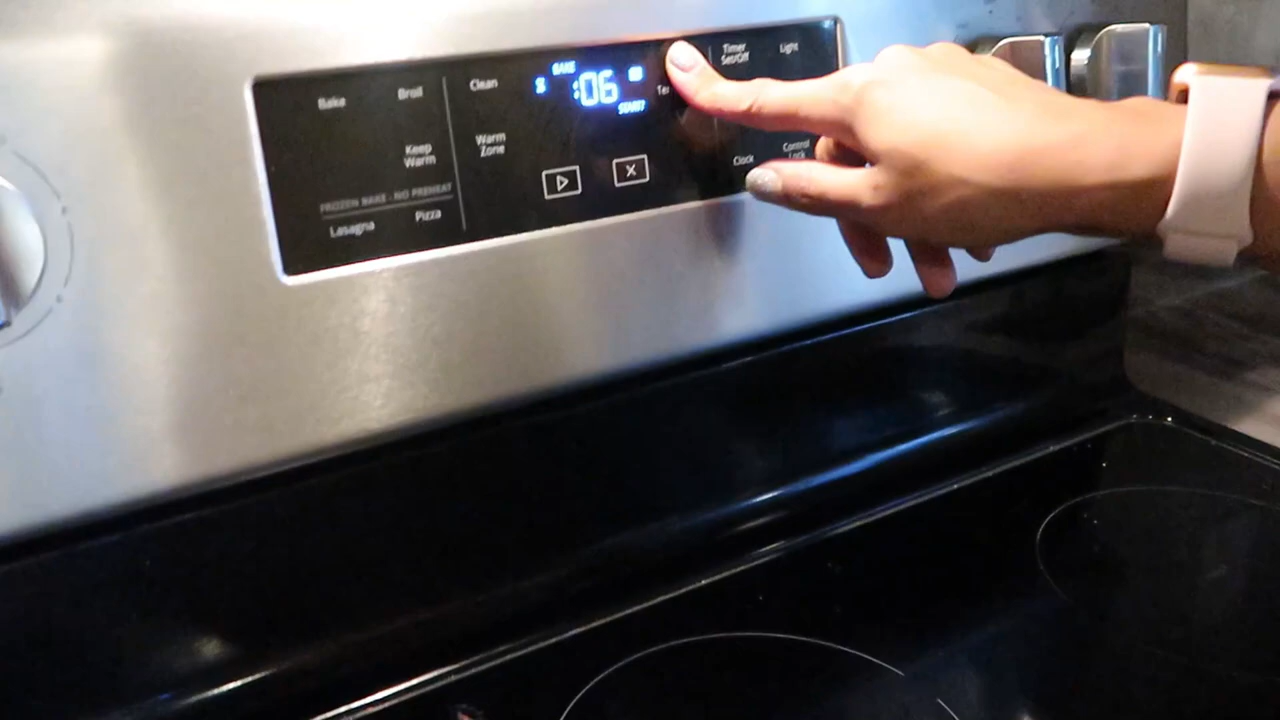 Bake
Broil
Clean
BAKE
:06
START?
Timer
Set/Off
Light
Keep
Warm
Warm
Zone
Clock
Control
Lock
FROZEN BAKE - NO PREHEAT
Lasagna
Pizza